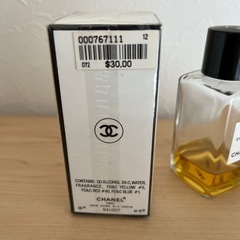 000767111 12
072 $30.00
CONTAINS: SD ALCOHOL 39-C, WATER,
FRAGRANCE, FD&C YELLOW #5,
FD&C RED #40, FD&C BLUE #1.
CHANEL